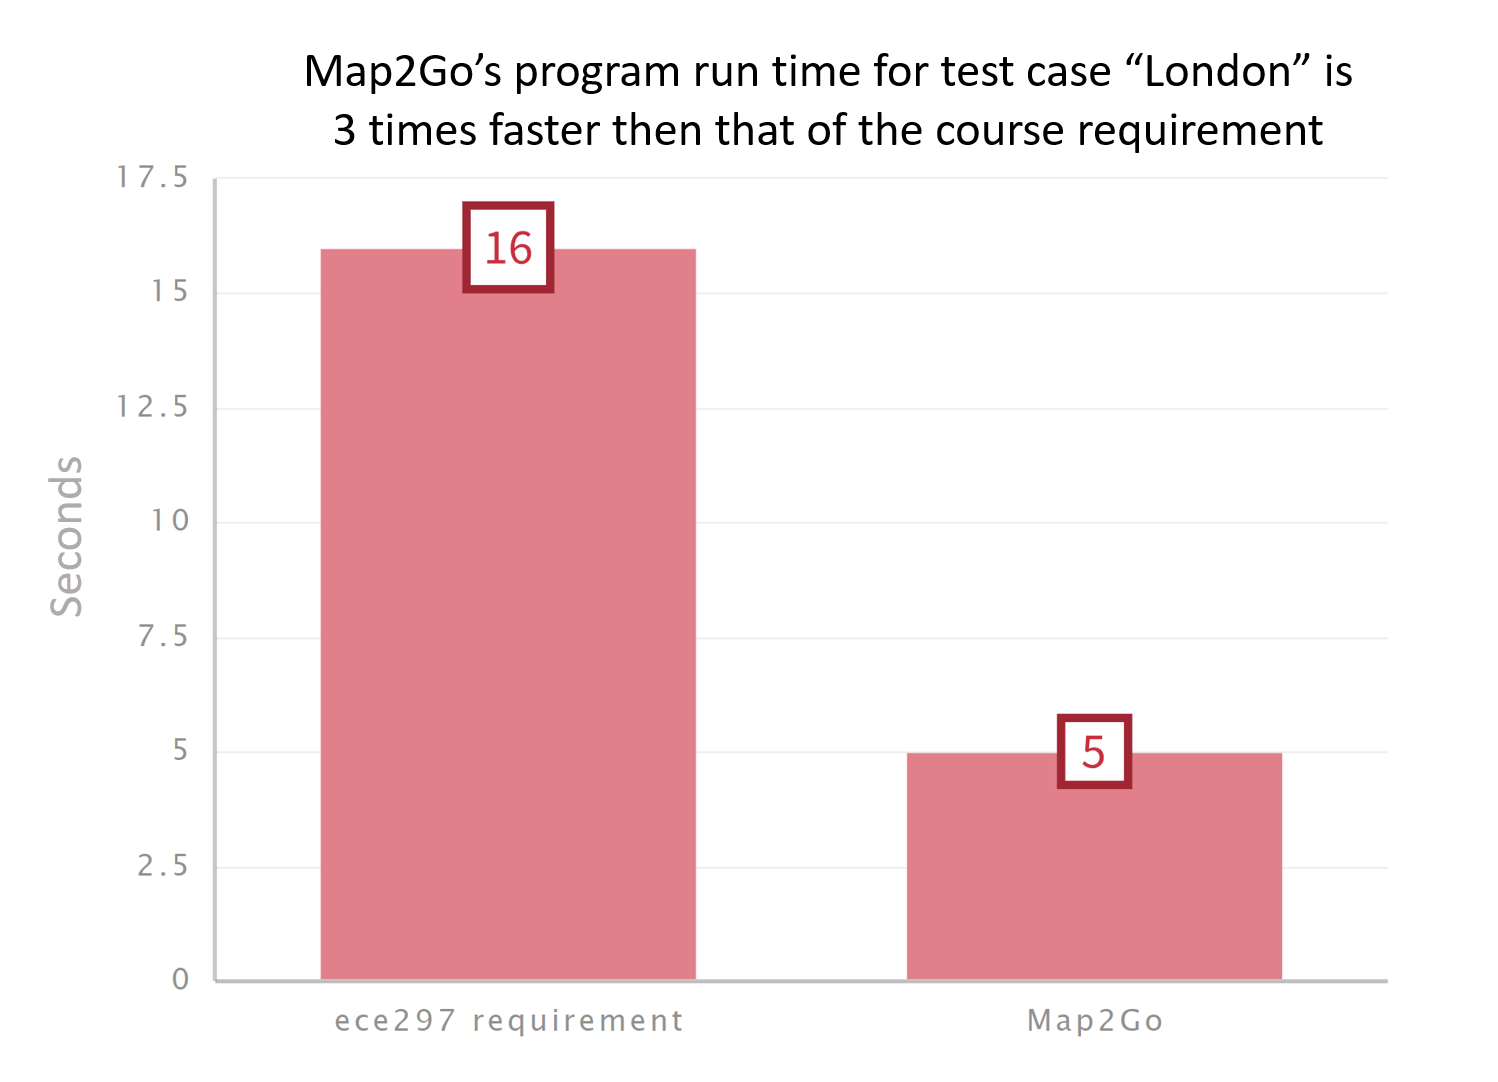 Map2Go’s program run time for test case “London” is
3 times faster then that of the course requirement
17.5
16
15
12.5
10
Seconds
7.5
5
5
2.5
0
ece297 requirement
Map2Go